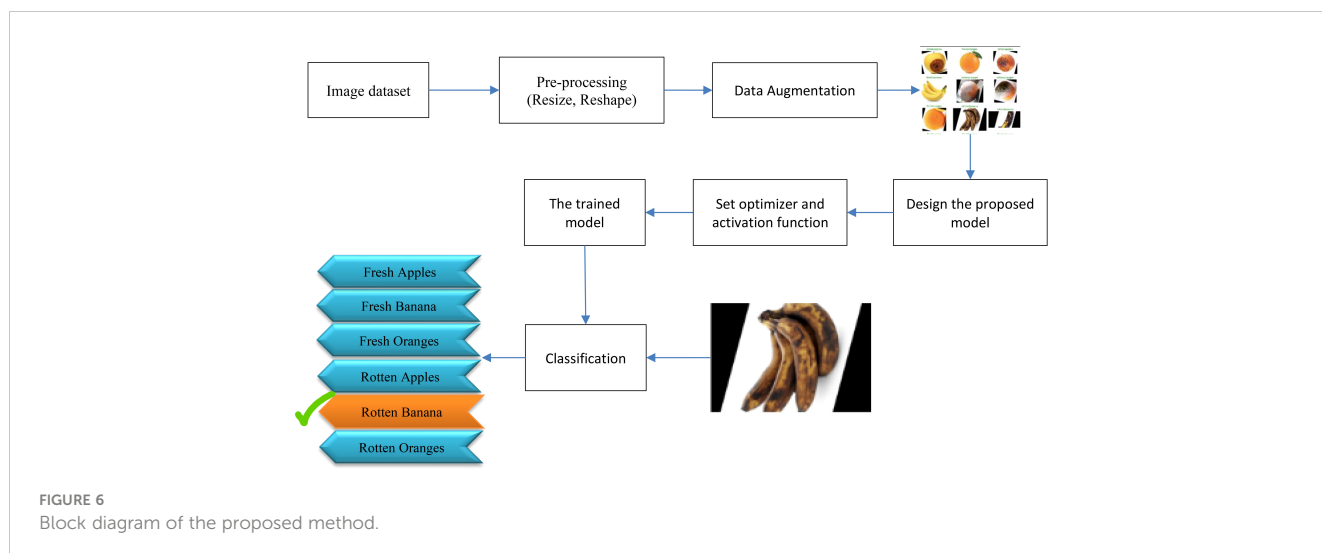 Image dataset
Pre-processing
(Resize, Reshape)
Data Augmentation
The trained
model
Set optimizer and
activation function
Design the proposed
model
Fresh Apples
Fresh Banana
Fresh Oranges
Rotten Apples
Rotten Banana
Rotten Oranges
Classification
FIGURE 6
Block diagram of the proposed method.